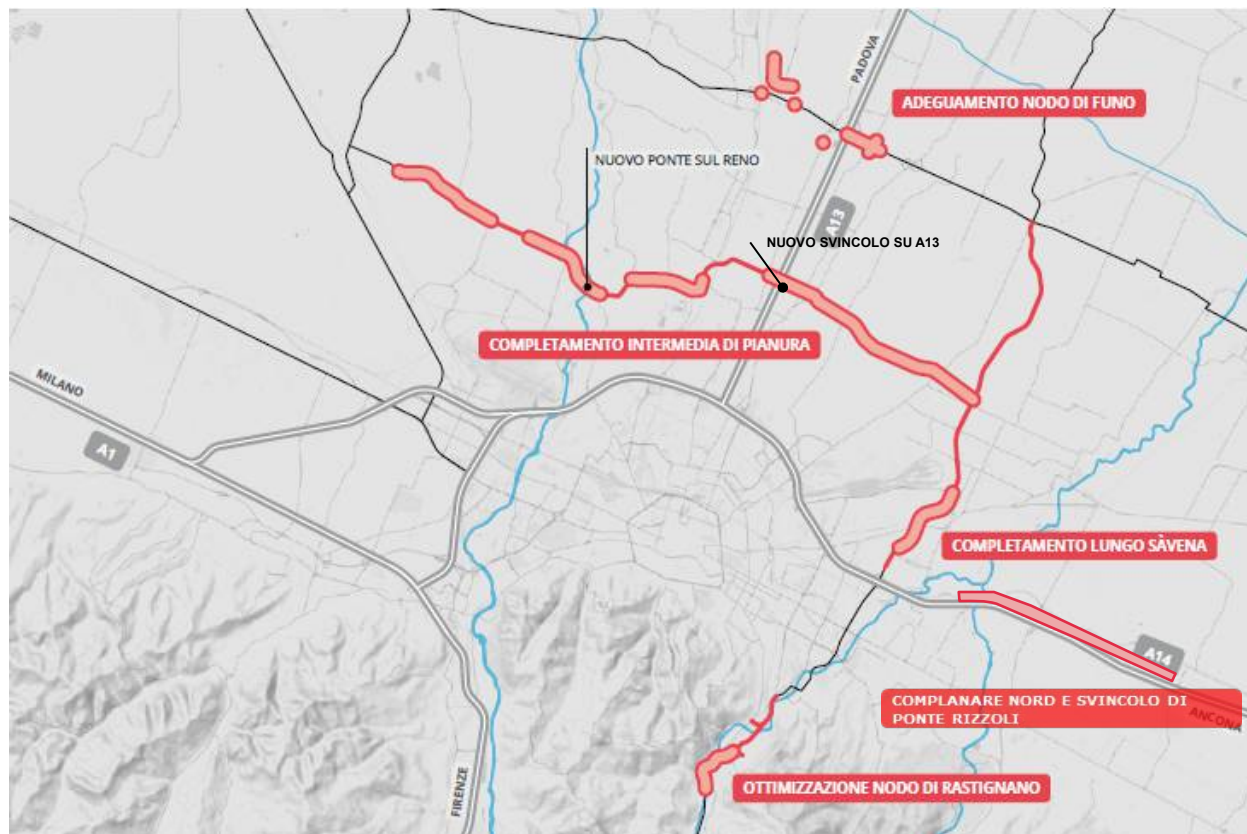 PADOVA
ADEGUAMENTO NODO DI FUNO
NUOVO PONTE SUL RENO
A13
NUOVO SVINCOLO SU A13
COMPLETAMENTO INTERMEDIA DI PIANURA
MILANO
A1
COMPLETAMENTO LUNGO SÀVENA
A14
COMPLANARE NORD E SVINCOLO DI
PONTE RIZZOLI
ANCONA
OTTIMIZZAZIONE NODO DI RASTIGNANO
FIRENZE